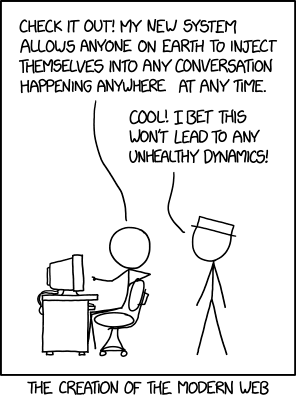 CHECK IT OUT! MY NEW SYSTEM
ALLOWS ANYONE ON EARTH TO INJECT
THEMSELVES INTO ANY CONVERSATION
HAPPENING ANYWHERE AT ANY TIME.
COOL! I BET THIS
WON'T LEAD TO ANY
UNHEALTHY DYNAMICS!
THE CREATION OF THE MODERN WEB